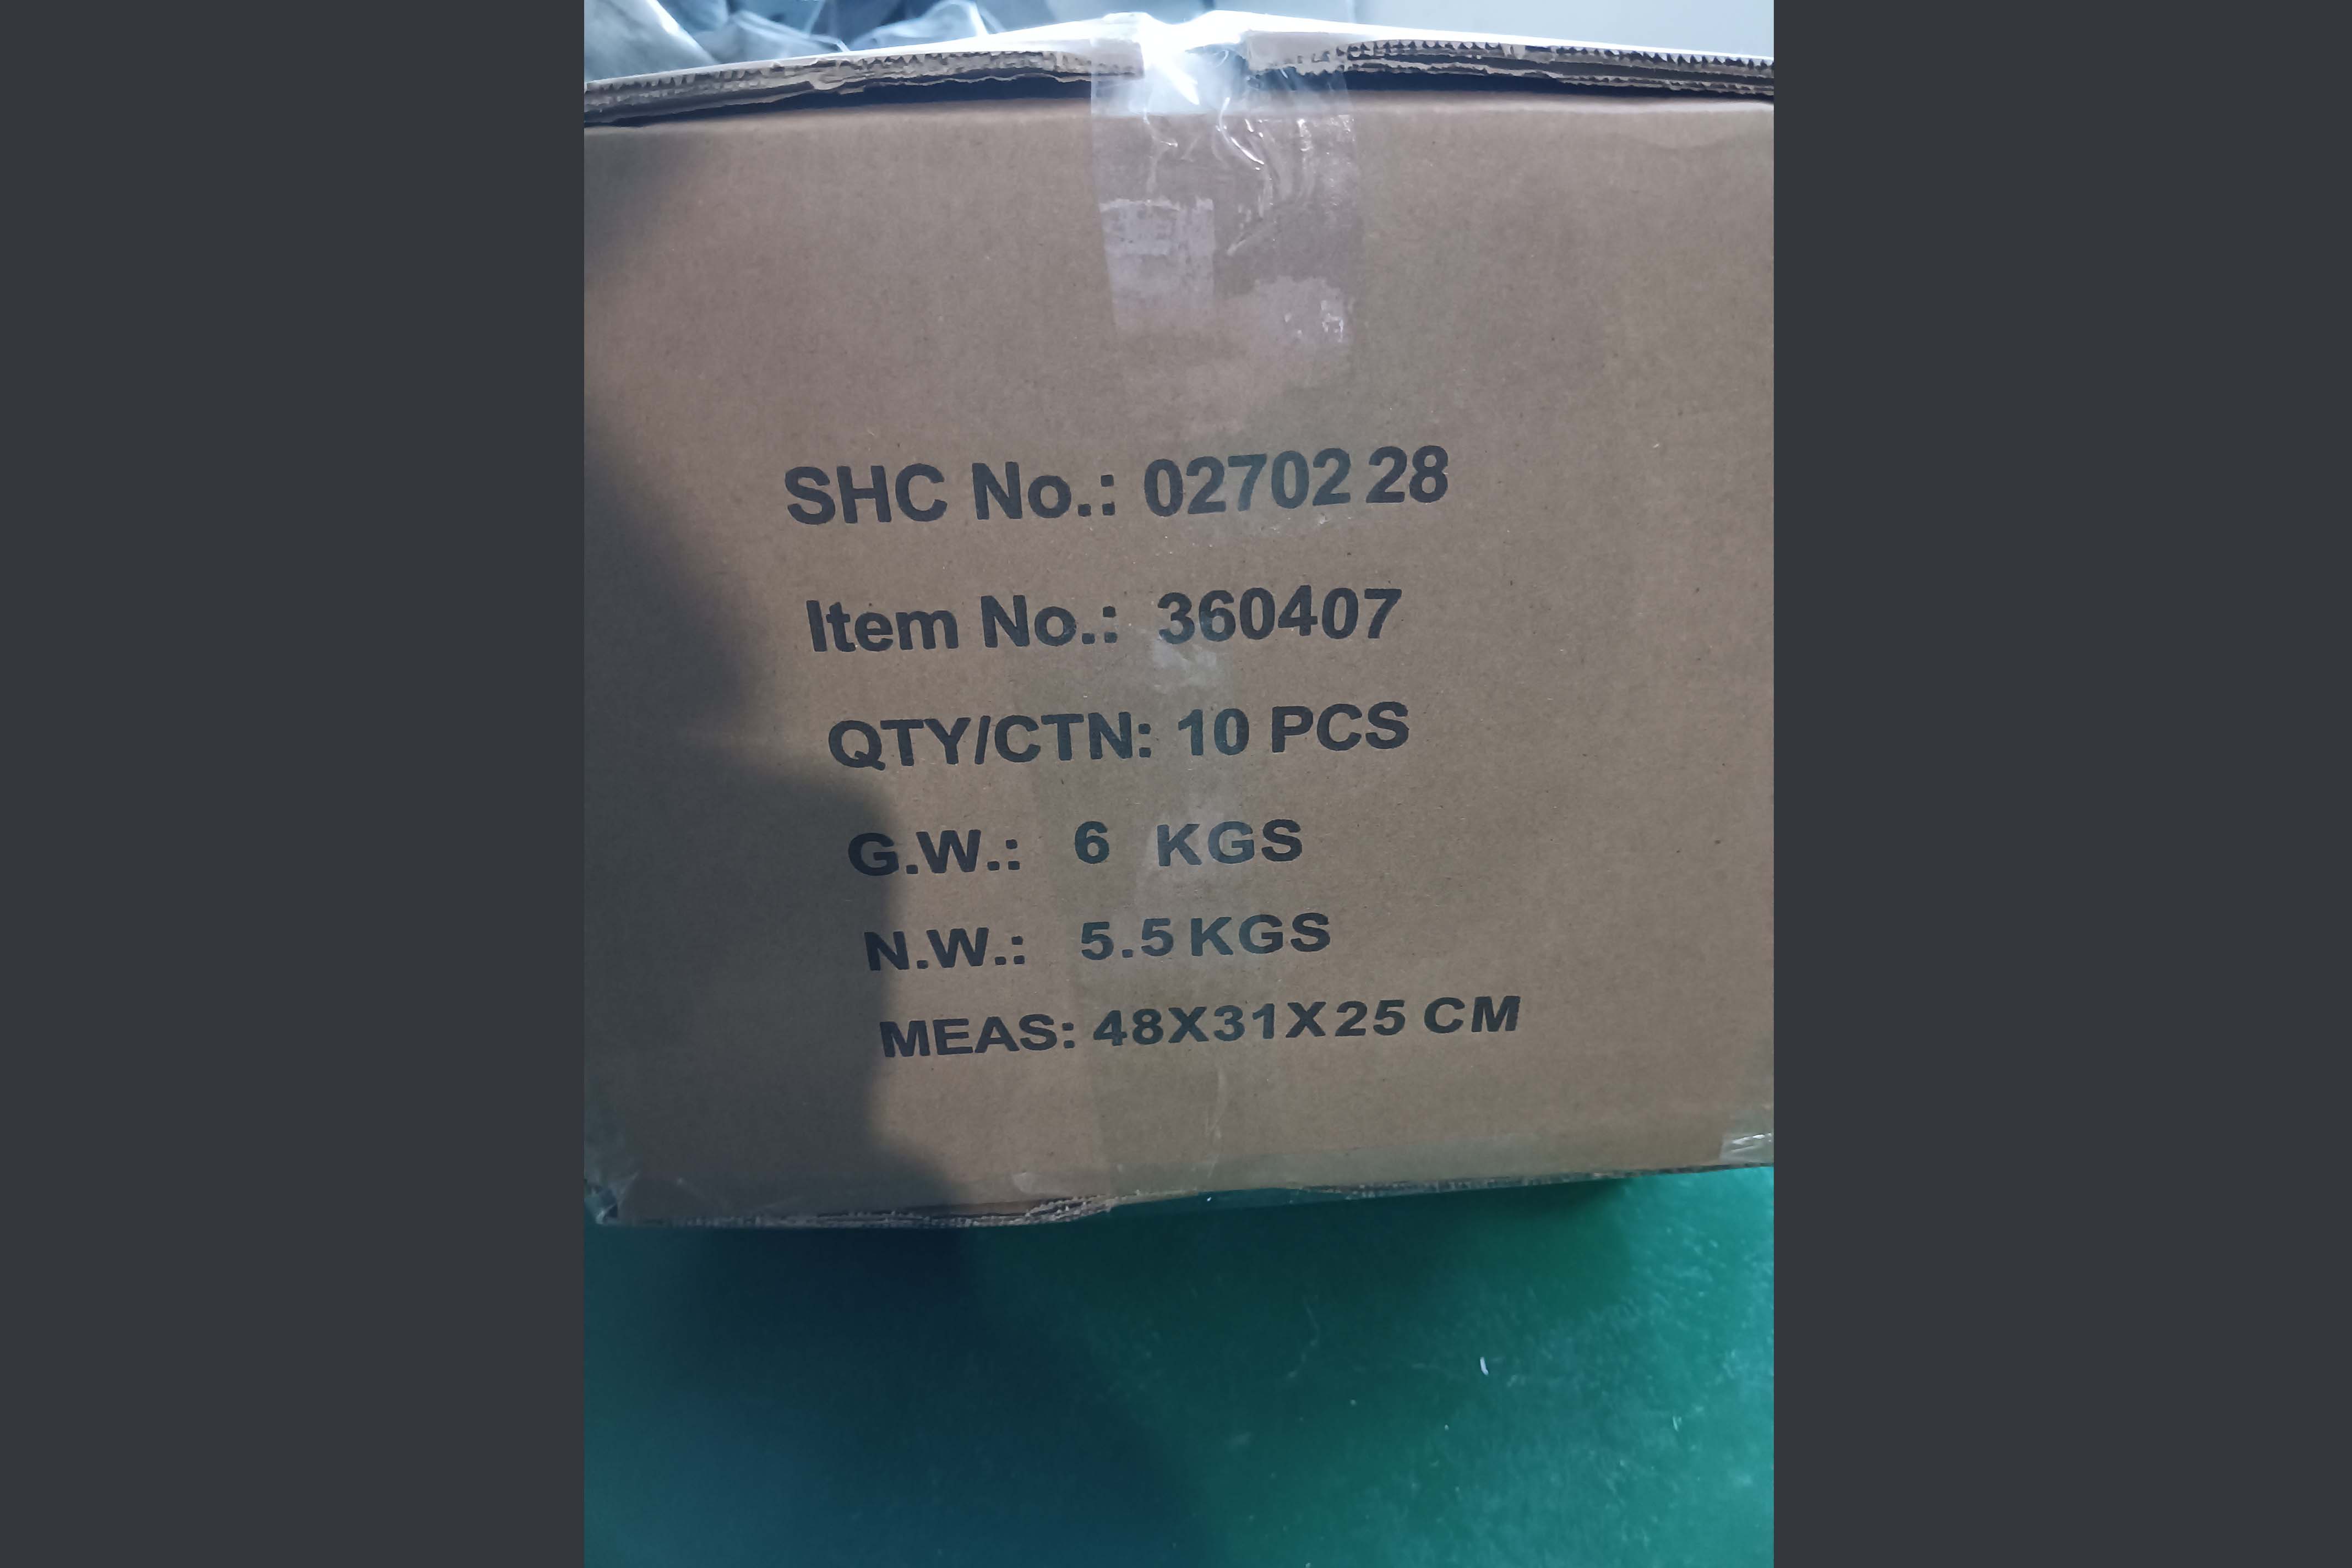 SHC No.: 02702 28
Item No.: 360407
QTY/CTN: 10 PCS
G.W.: 6 KGS
N.W.: 5.5 KGS
MEAS: 48X31X25 CM